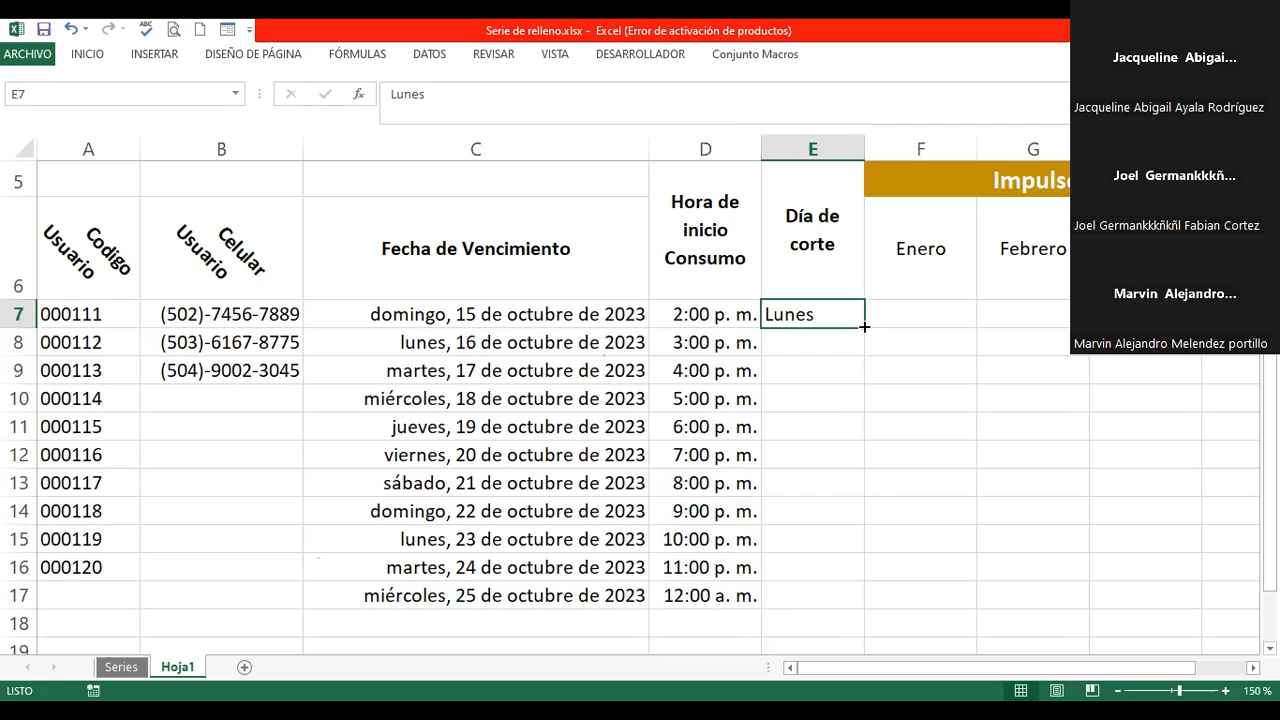 Serie de relleno.xlsx - Excel (Error de activación de productos)
ARCHIVO INICIO INSERTAR DISEÑO DE PÁGINA FÓRMULAS DATOS REVISAR VISTA DESARROLLADOR Conjunto Macros
E7 fx Lunes
A B C D E F G
5 Impuls
6 Codigo Usuario Celular Usuario Fecha de Vencimiento Hora de inicio Consumo Día de corte Enero Febrero
7 000111 (502)-7456-7889 domingo, 15 de octubre de 2023 2:00 p. m. Lunes
8 000112 (503)-6167-8775 lunes, 16 de octubre de 2023 3:00 p. m.
9 000113 (504)-9002-3045 martes, 17 de octubre de 2023 4:00 p. m.
10 000114 miércoles, 18 de octubre de 2023 5:00 p. m.
11 000115 jueves, 19 de octubre de 2023 6:00 p. m.
12 000116 viernes, 20 de octubre de 2023 7:00 p. m.
13 000117 sábado, 21 de octubre de 2023 8:00 p. m.
14 000118 domingo, 22 de octubre de 2023 9:00 p. m.
15 000119 lunes, 23 de octubre de 2023 10:00 p. m.
16 000120 martes, 24 de octubre de 2023 11:00 p. m.
17 miércoles, 25 de octubre de 2023 12:00 a. m.
18
19
Series Hoja1
LISTO 150 %
Jacqueline Abigai...
Jacqueline Abigail Ayala Rodríguez
Joel Germankkkñ...
Joel Germankkkñkñl Fabian Cortez
Marvin Alejandro...
Marvin Alejandro Melendez portillo